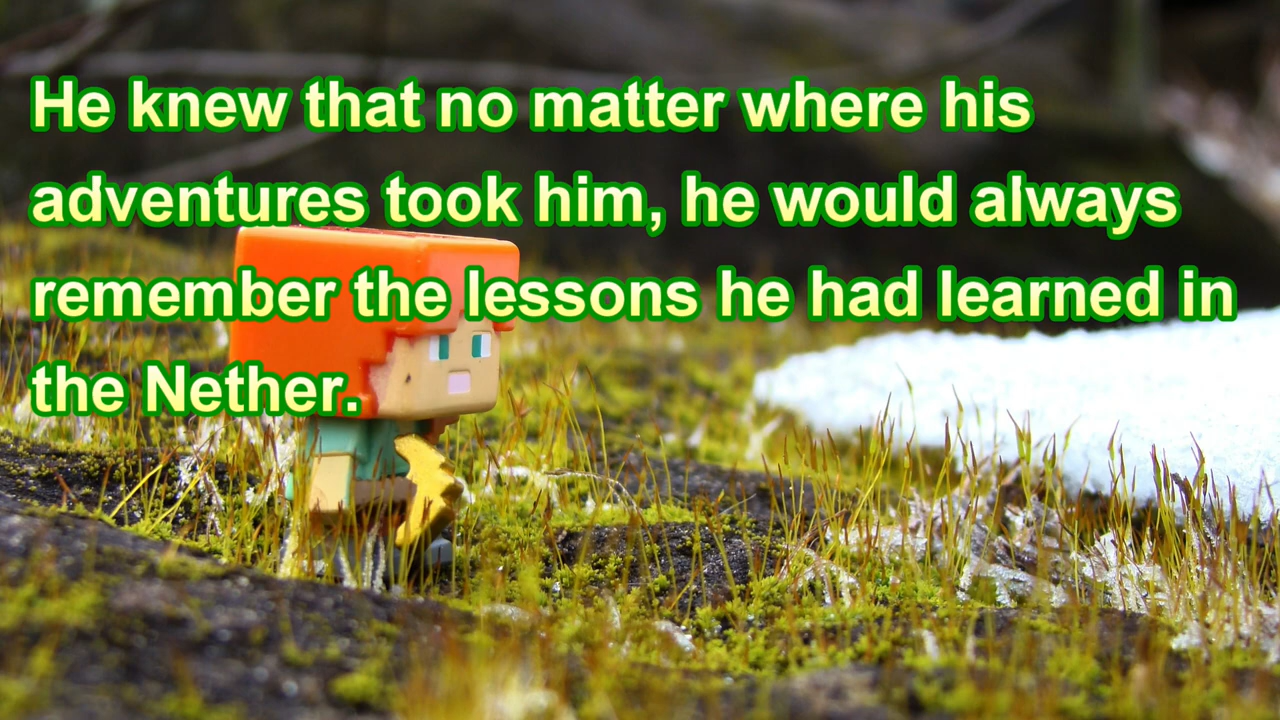 He knew that no matter where his
adventures took him, he would always
remember the lessons he had learned in
the Nether.